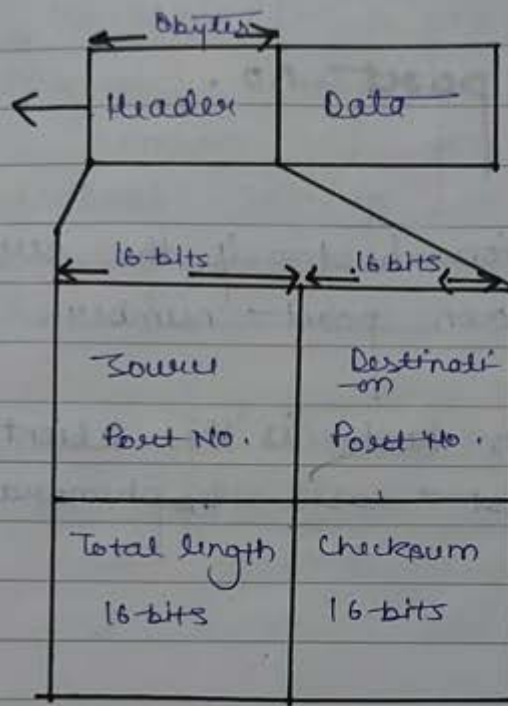 8bytes
Header Data
16-bits 16 bits
Source Destinati
-on
Port No. Port No.
Total length Checksum
16-bits 16-bits